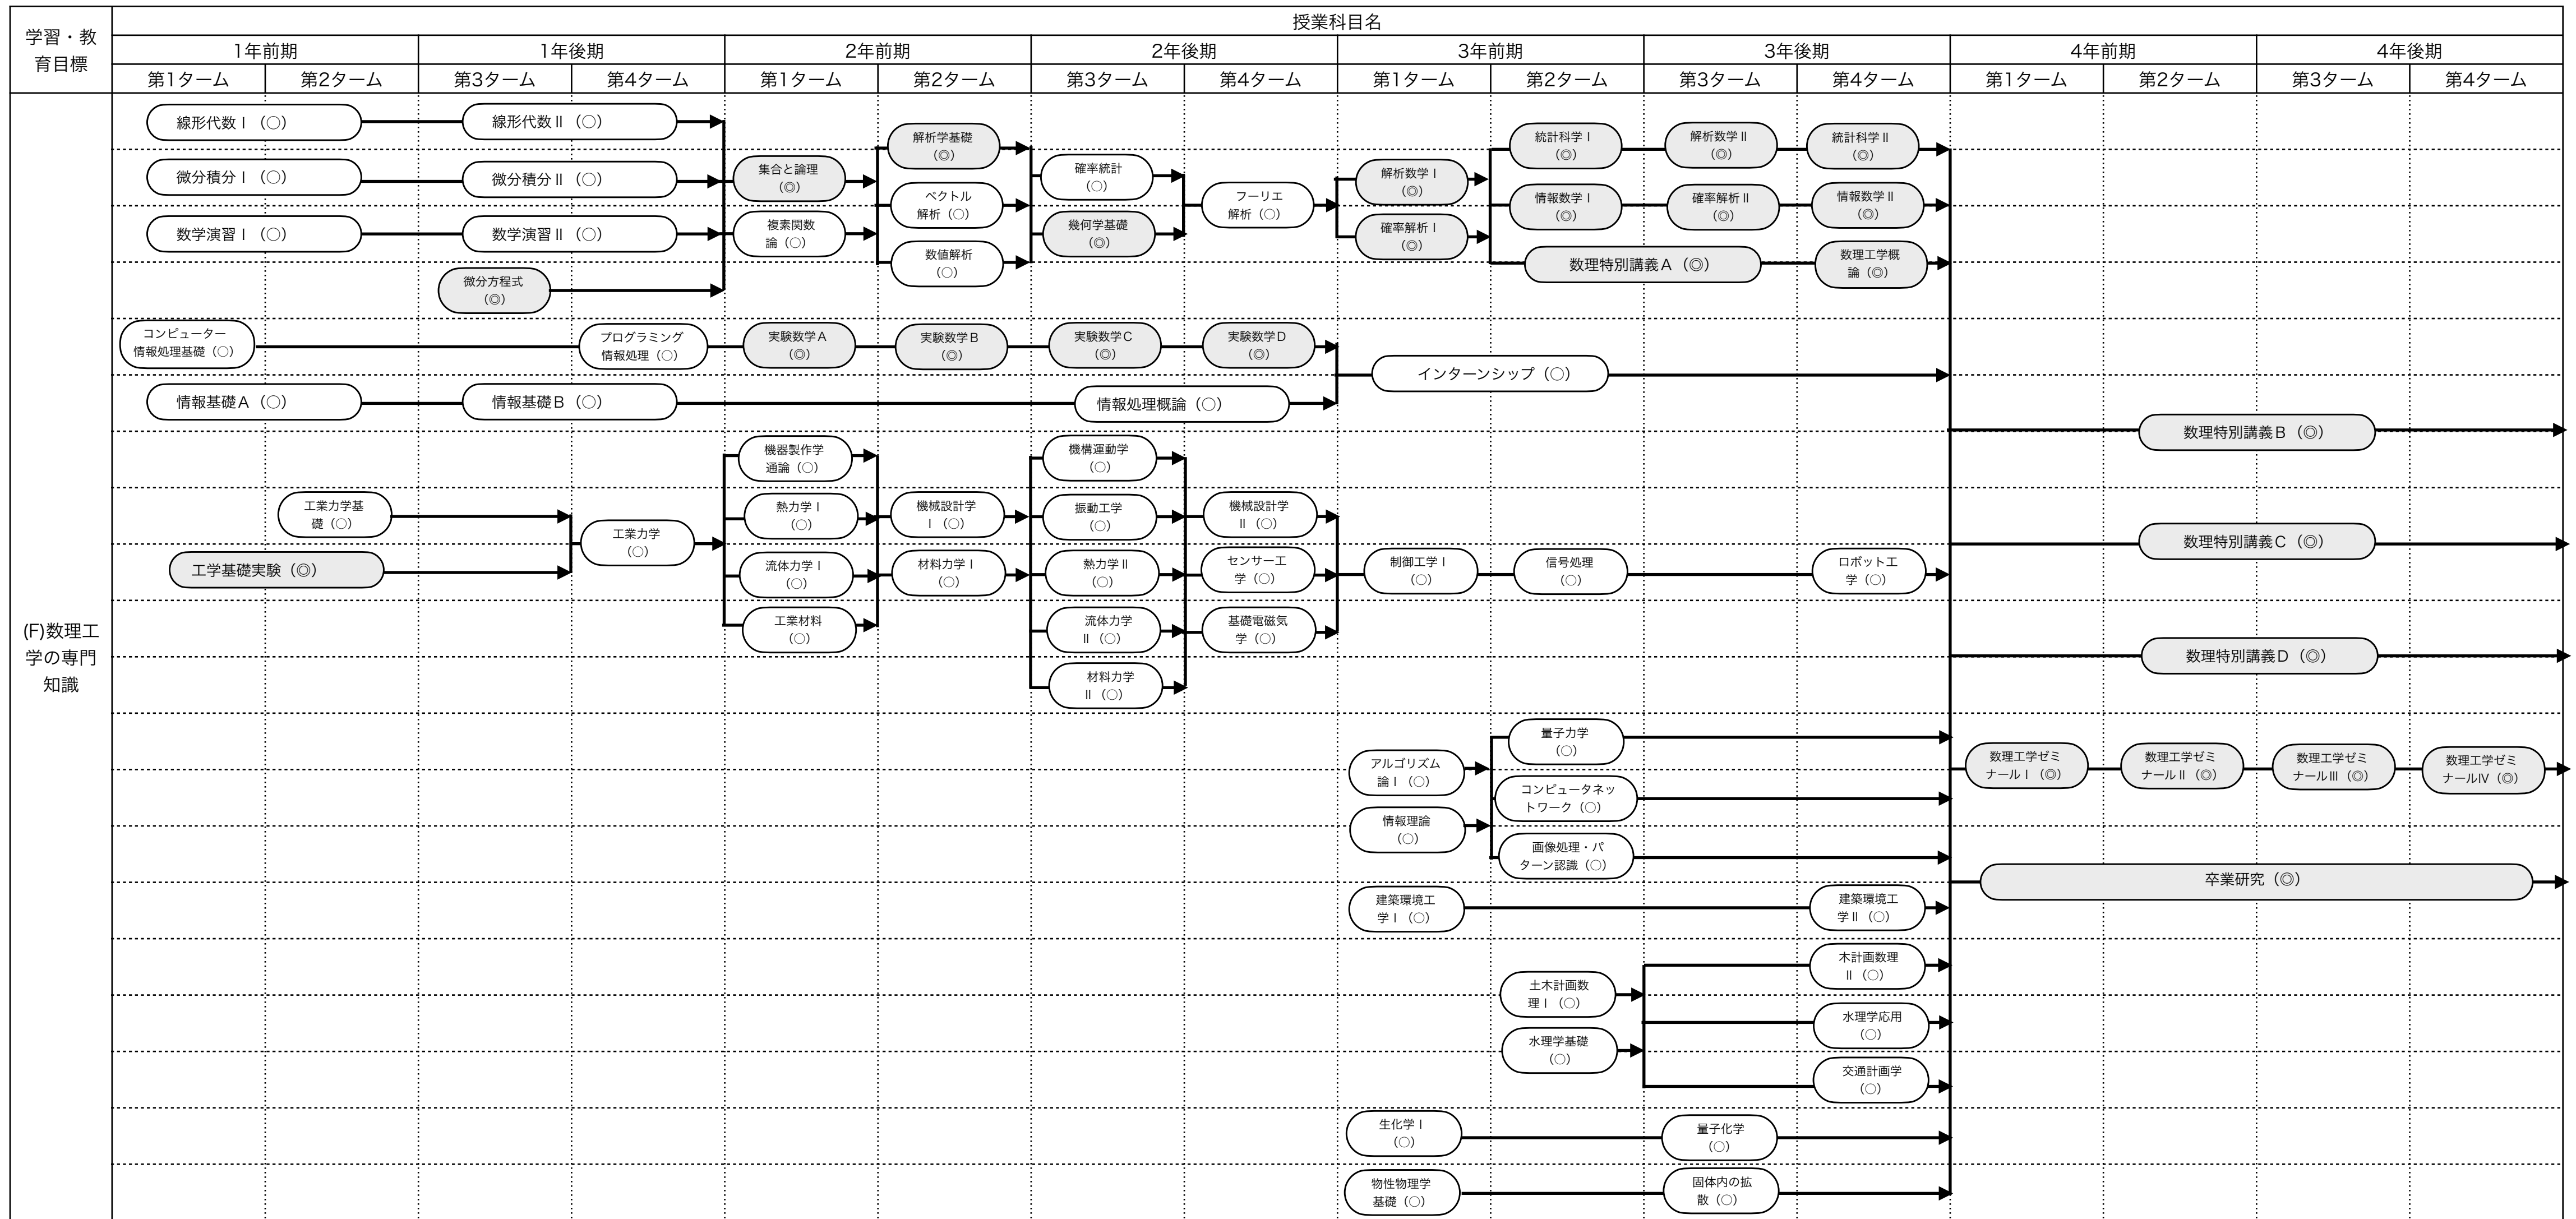 学習・教
育目標
授業科目名
1年前期
1年後期
2年前期
2年後期
3年前期
3年後期
4年前期
4年後期
第1ターム
第2ターム
第3ターム
第4ターム
第1ターム
第2ターム
第3ターム
第4ターム
第1ターム
第2ターム
第3ターム
第4ターム
第1ターム
第2ターム
第3ターム
第4ターム
(F)数理工
学の専門
知識
線形代数Ⅰ（○）
線形代数Ⅱ（○）
微分積分Ⅰ（○）
微分積分Ⅱ（○）
数学演習Ⅰ（○）
数学演習Ⅱ（○）
微分方程式
（◎）
集合と論理
（◎）
複素関数
論（○）
解析学基礎
（◎）
ベクトル
解析（○）
数値解析
（○）
確率統計
（○）
幾何学基礎
（◎）
フーリエ
解析（○）
解析数学Ⅰ
（◎）
確率解析Ⅰ
（◎）
統計科学Ⅰ
（◎）
解析数学Ⅱ
（◎）
統計科学Ⅱ
（◎）
情報数学Ⅰ
（◎）
確率解析Ⅱ
（◎）
情報数学Ⅱ
（◎）
数理特別講義Ａ（◎）
数理工学概
論（◎）
コンピューター
情報処理基礎（○）
プログラミング
情報処理（○）
実験数学Ａ
（◎）
実験数学Ｂ
（◎）
実験数学Ｃ
（◎）
実験数学Ｄ
（◎）
インターンシップ（○）
情報基礎Ａ（○）
情報基礎Ｂ（○）
情報処理概論（○）
数理特別講義Ｂ（◎）
機器製作学
通論（○）
機構運動学
（○）
工業力学基
礎（○）
工学基礎実験（◎）
工業力学
（○）
熱力学Ⅰ
（○）
流体力学Ⅰ
（○）
工業材料
（○）
機械設計学
Ⅰ（○）
材料力学Ⅰ
（○）
振動工学
（○）
熱力学Ⅱ
（○）
流体力学
Ⅱ（○）
材料力学
Ⅱ（○）
機械設計学
Ⅱ（○）
センサー工
学（○）
基礎電磁気
学（○）
制御工学Ⅰ
（○）
信号処理
（○）
ロボット工
学（○）
数理特別講義Ｃ（◎）
数理特別講義Ｄ（◎）
アルゴリズム
論Ⅰ（○）
情報理論
（○）
量子力学
（○）
コンピュータネッ
トワーク（○）
画像処理・パ
ターン認識（○）
数理工学ゼミ
ナールⅠ（◎）
数理工学ゼミ
ナールⅡ（◎）
数理工学ゼミ
ナールⅢ（◎）
数理工学ゼミ
ナールⅣ（◎）
卒業研究（◎）
建築環境工
学Ⅰ（○）
建築環境工
学Ⅱ（○）
土木計画数
理Ⅰ（○）
水理学基礎
（○）
木計画数理
Ⅱ（○）
水理学応用
（○）
交通計画学
（○）
生化学Ⅰ
（○）
量子化学
（○）
物性物理学
基礎（○）
固体内の拡
散（○）